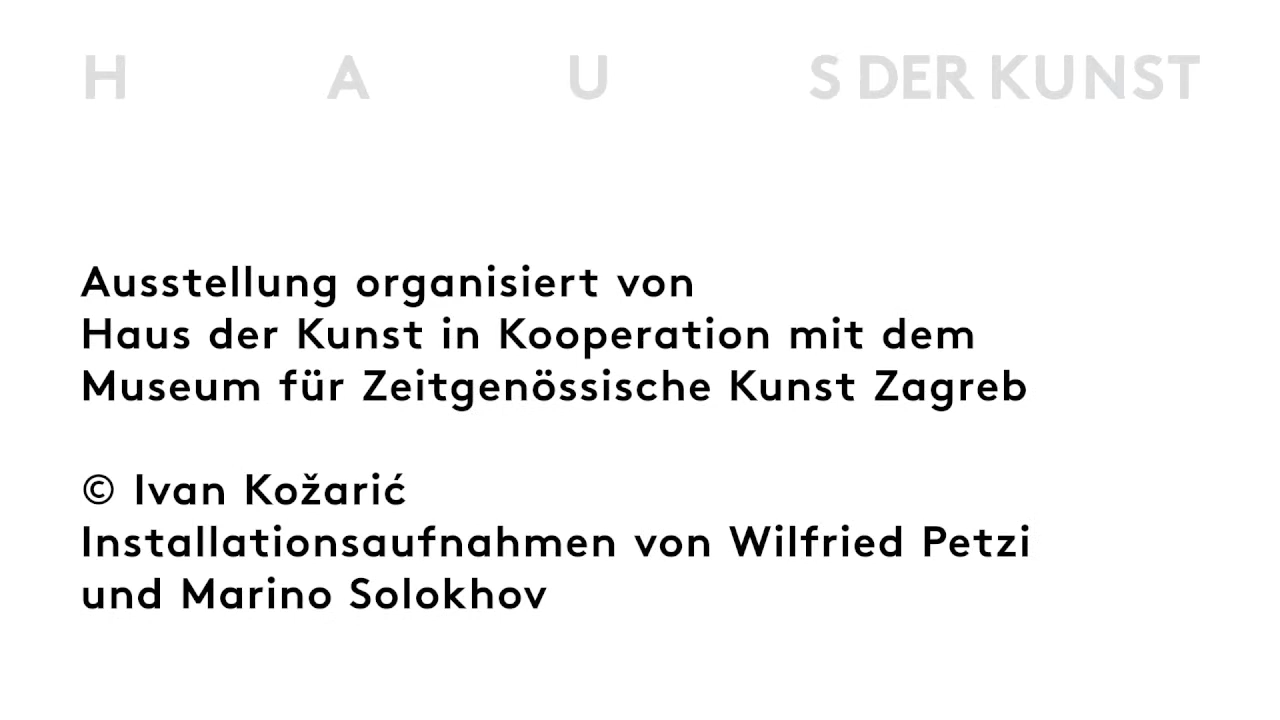 HAUS DER KUNST
Ausstellung organisiert von
Haus der Kunst in Kooperation mit dem
Museum für Zeitgenössische Kunst Zagreb
© Ivan Kožarić
Installationsaufnahmen von Wilfried Petzi
und Marino Solokhov